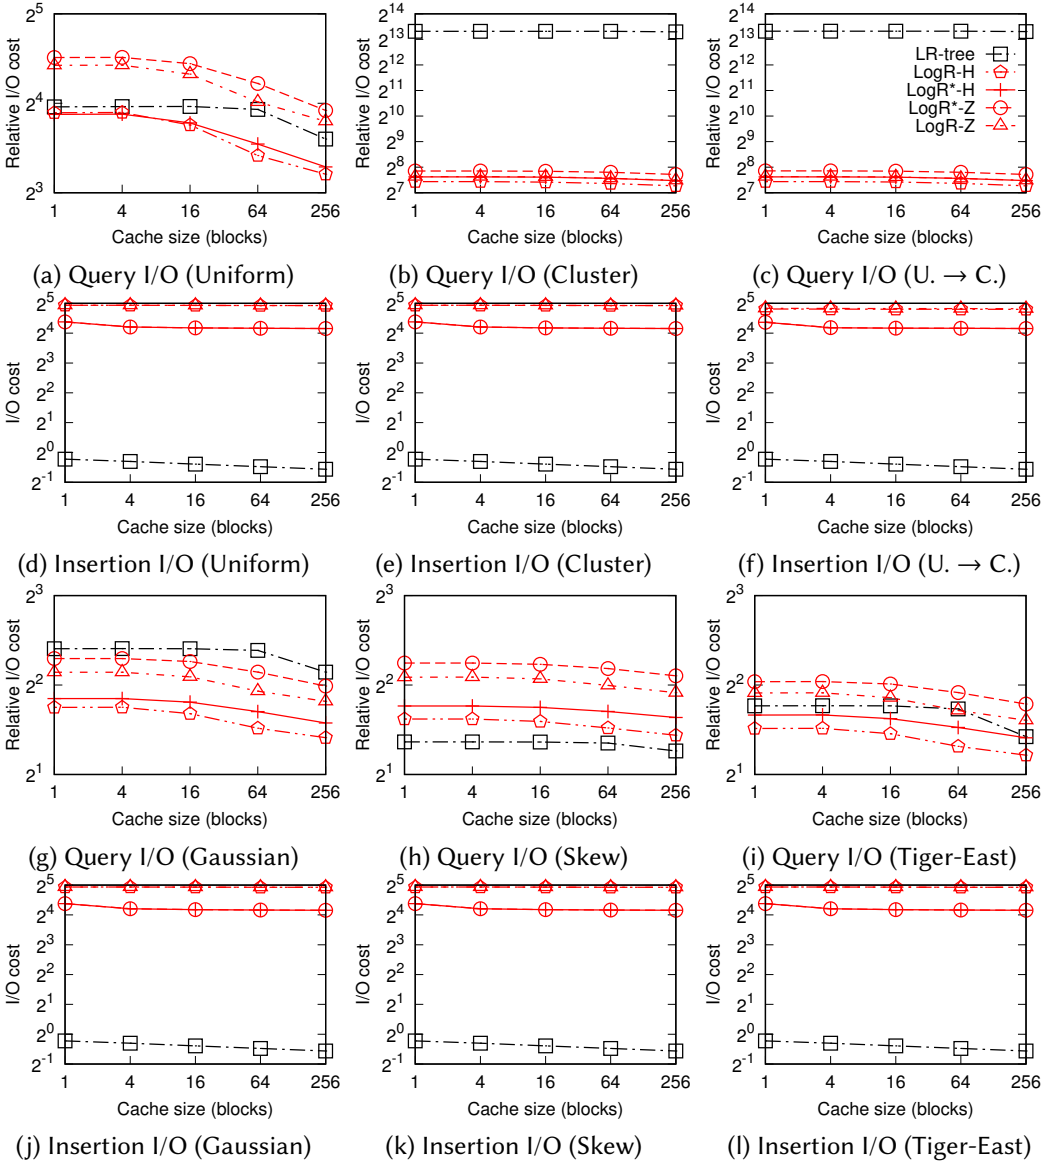 2^5
2^4
2^3
Relative I/O cost
1 4 16 64 256
Cache size (blocks)
(a) Query I/O (Uniform)
2^14
2^13
2^12
2^11
2^10
2^9
2^8
2^7
Relative I/O cost
1 4 16 64 256
Cache size (blocks)
(b) Query I/O (Cluster)
2^14
2^13
2^12
2^11
2^10
2^9
2^8
2^7
Relative I/O cost
LR-tree
LogR-H
LogR*-H
LogR*-Z
LogR-Z
1 4 16 64 256
Cache size (blocks)
(c) Query I/O (U. → C.)
2^5
2^4
2^3
2^2
2^1
2^0
2^-1
I/O cost
1 4 16 64 256
Cache size (blocks)
(d) Insertion I/O (Uniform)
2^5
2^4
2^3
2^2
2^1
2^0
2^-1
I/O cost
1 4 16 64 256
Cache size (blocks)
(e) Insertion I/O (Cluster)
2^5
2^4
2^3
2^2
2^1
2^0
2^-1
I/O cost
1 4 16 64 256
Cache size (blocks)
(f) Insertion I/O (U. → C.)
2^3
2^2
2^1
Relative I/O cost
1 4 16 64 256
Cache size (blocks)
(g) Query I/O (Gaussian)
2^3
2^2
2^1
Relative I/O cost
1 4 16 64 256
Cache size (blocks)
(h) Query I/O (Skew)
2^3
2^2
2^1
Relative I/O cost
1 4 16 64 256
Cache size (blocks)
(i) Query I/O (Tiger-East)
2^5
2^4
2^3
2^2
2^1
2^0
2^-1
I/O cost
1 4 16 64 256
Cache size (blocks)
(j) Insertion I/O (Gaussian)
2^5
2^4
2^3
2^2
2^1
2^0
2^-1
I/O cost
1 4 16 64 256
Cache size (blocks)
(k) Insertion I/O (Skew)
2^5
2^4
2^3
2^2
2^1
2^0
2^-1
I/O cost
1 4 16 64 256
Cache size (blocks)
(l) Insertion I/O (Tiger-East)